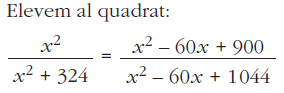 Elevem al quadrat:
x² / x² + 324 = x² – 60x + 900 / x² – 60x + 1044